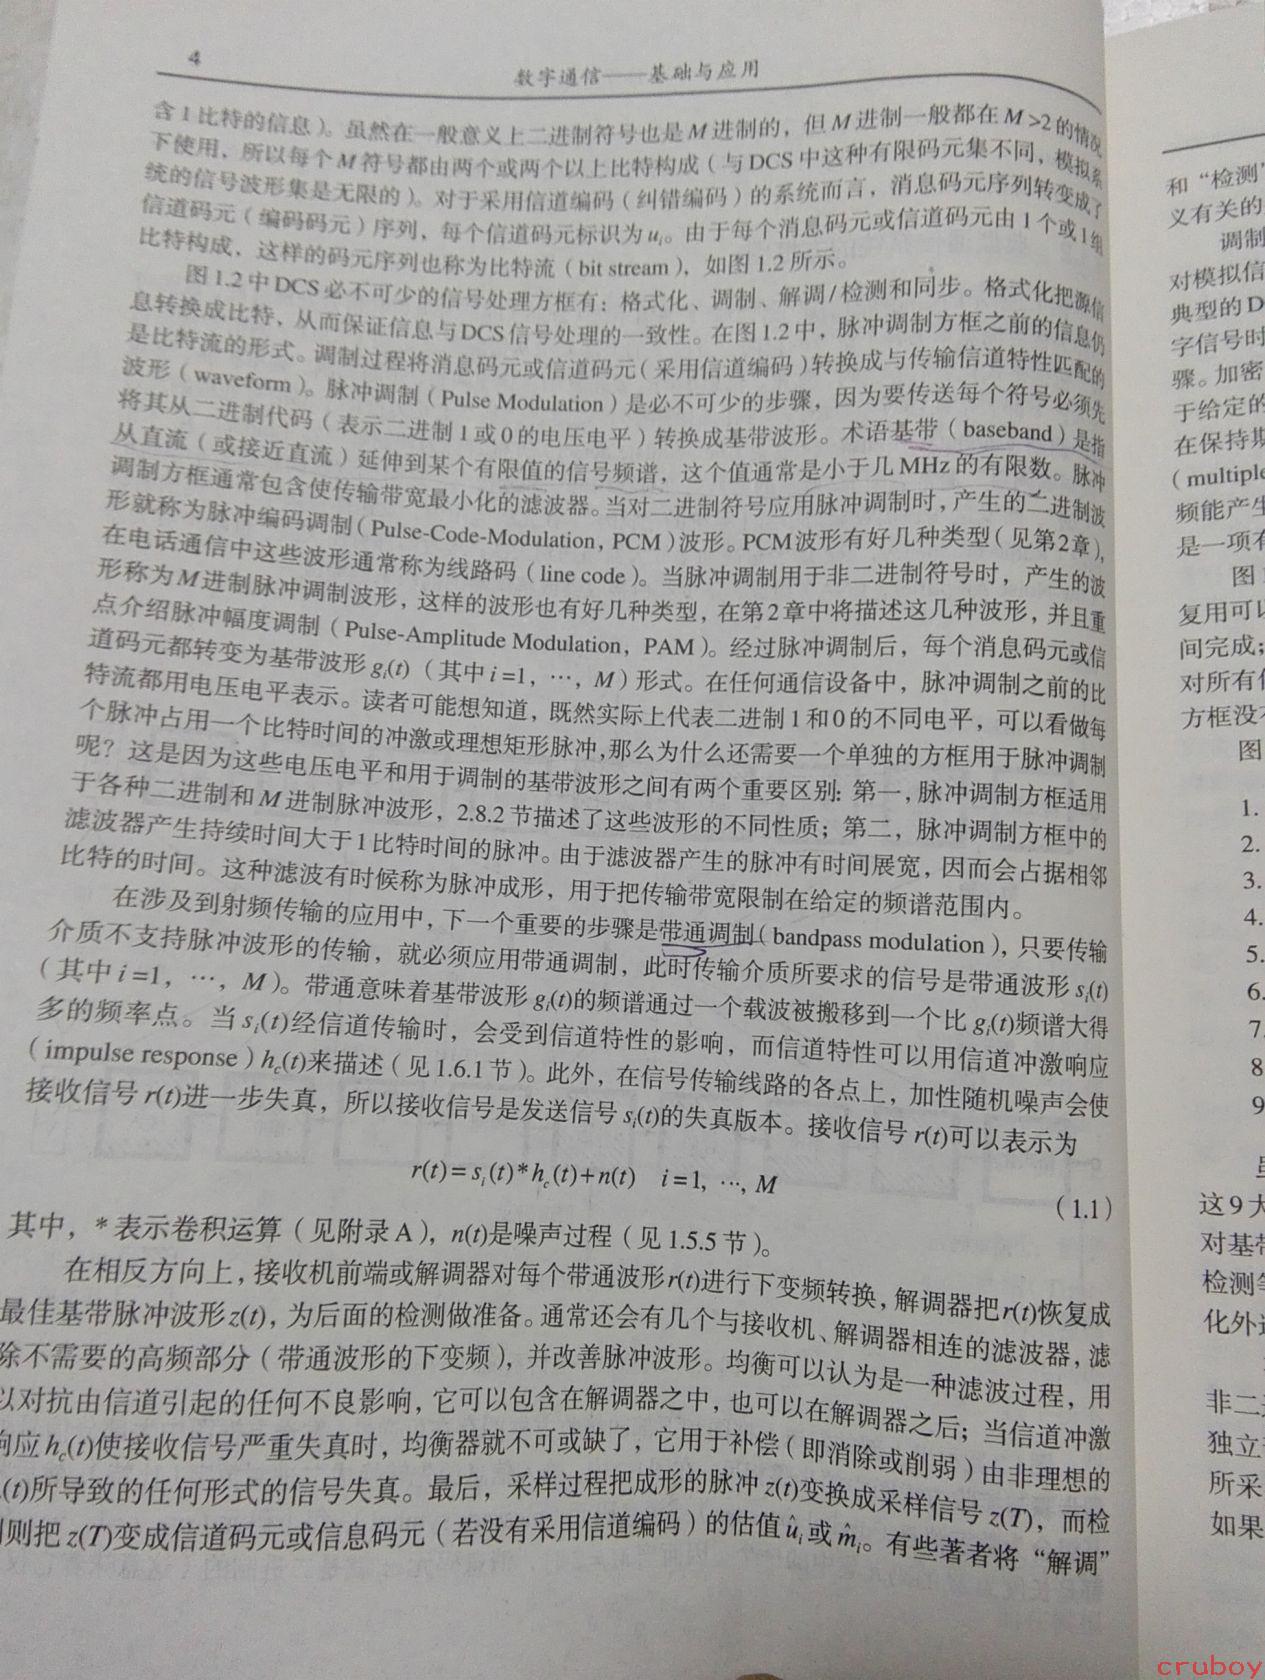 4
数字通信——基础与应用
含1比特的信息）。虽然在一般意义上二进制符号也是M进制的，但M进制一般都在M>2的情况
下使用，所以每个M符号都由两个或两个以上比特构成（与DCS中这种有限码元集不同，模拟系
统的信号波形集是无限的）。对于采用信道编码（纠错编码）的系统而言，消息码元序列转变成了
信道码元（编码码元）序列，每个信道码元标识为uᵢ。由于每个消息码元或信道码元由1个或1组
比特构成，这样的码元序列也称为比特流（bit stream），如图1.2所示。
图1.2中DCS必不可少的信号处理方框有：格式化、调制、解调/检测和同步。格式化把源信
息转换成比特，从而保证信息与DCS信号处理的一致性。在图1.2中，脉冲调制方框之前的信息仍
是比特流的形式。调制过程将消息码元或信道码元（采用信道编码）转换成与传输信道特性匹配的
波形（waveform）。脉冲调制（Pulse Modulation）是必不可少的步骤，因为要传送每个符号必须先
将其从二进制代码（表示二进制1或0的电压电平）转换成基带波形。术语基带（baseband）是指
从直流（或接近直流）延伸到某个有限值的信号频谱，这个值通常是小于几MHz的有限数。脉冲
调制方框通常包含使传输带宽最小化的滤波器。当对二进制符号应用脉冲调制时，产生的二进制波
形就称为脉冲编码调制（Pulse-Code-Modulation, PCM）波形。PCM波形有好几种类型（见第2章），
在电话通信中这些波形通常称为线路码（line code）。当脉冲调制用于非二进制符号时，产生的波
形称为M进制脉冲调制波形，这样的波形也有好几种类型，在第2章中将描述这几种波形，并且重
点介绍脉冲幅度调制（Pulse-Amplitude Modulation，PAM）。经过脉冲调制后，每个消息码元或信
道码元都转变为基带波形gᵢ(t)（其中i=1，…，M）形式。在任何通信设备中，脉冲调制之前的比
特流都用电压电平表示。读者可能想知道，既然实际上代表二进制1和0的不同电平，可以看做每
个脉冲占用一个比特时间的冲激或理想矩形脉冲，那么为什么还需要一个单独的方框用于脉冲调制
呢？这是因为这些电压电平和用于调制的基带波形之间有两个重要区别：第一，脉冲调制方框适用
于各种二进制和M进制脉冲波形，2.8.2节描述了这些波形的不同性质；第二，脉冲调制方框中的
滤波器产生持续时间大于1比特时间的脉冲。由于滤波器产生的脉冲有时间展宽，因而会占据相邻
比特的时间。这种滤波有时候称为脉冲成形，用于把传输带宽限制在给定的频谱范围内。
在涉及到射频传输的应用中，下一个重要的步骤是带通调制（bandpass modulation），只要传输
介质不支持脉冲波形的传输，就必须应用带通调制，此时传输介质所要求的信号是带通波形sᵢ(t)
（其中i=1，…，M）。带通意味着基带波形gᵢ(t)的频谱通过一个载波被搬移到一个比gᵢ(t)频谱大得
多的频率点。当sᵢ(t)经信道传输时，会受到信道特性的影响，而信道特性可以用信道冲激响应
（impulse response）h_c(t)来描述（见1.6.1节）。此外，在信号传输线路的各点上，加性随机噪声会使
接收信号r(t)进一步失真，所以接收信号是发送信号sᵢ(t)的失真版本。接收信号r(t)可以表示为
r(t)=sᵢ(t)*h_c(t)+n(t) i=1, …, M
(1.1)
其中，*表示卷积运算（见附录A），n(t)是噪声过程（见1.5.5节）。
在相反方向上，接收机前端或解调器对每个带通波形r(t)进行下变频转换，解调器把r(t)恢复成
最佳基带脉冲波形z(t)，为后面的检测做准备。通常还会有几个与接收机、解调器相连的滤波器，滤
除不需要的高频部分（带通波形的下变频），并改善脉冲波形。均衡可以认为是一种滤波过程，用
以对抗由信道引起的任何不良影响，它可以包含在解调器之中，也可以在解调器之后；当信道冲激
响应h_c(t)使接收信号严重失真时，均衡器就不可或缺了，它用于补偿（即消除或削弱）由非理想的
(t)所导致的任何形式的信号失真。最后，采样过程把成形的脉冲z(t)变换成采样信号z(T)，而检
则把z(T)变成信道码元或信息码元（若没有采用信道编码）的估值ûᵢ或m̂ᵢ。有些著者将“解调”
和“检测”
义有关的
调制
对模拟信
典型的D
字信号时
骤。加密
于给定的
在保持期
（multiple
频能产生
是一项有
图
复用可以
间完成；
对所有
方框没有
图
1.
2.
3.
4.
5.
6.
7.
8
9
这9大
对基带
检测等
化外
非二进
独立
所采
如果
cruboy